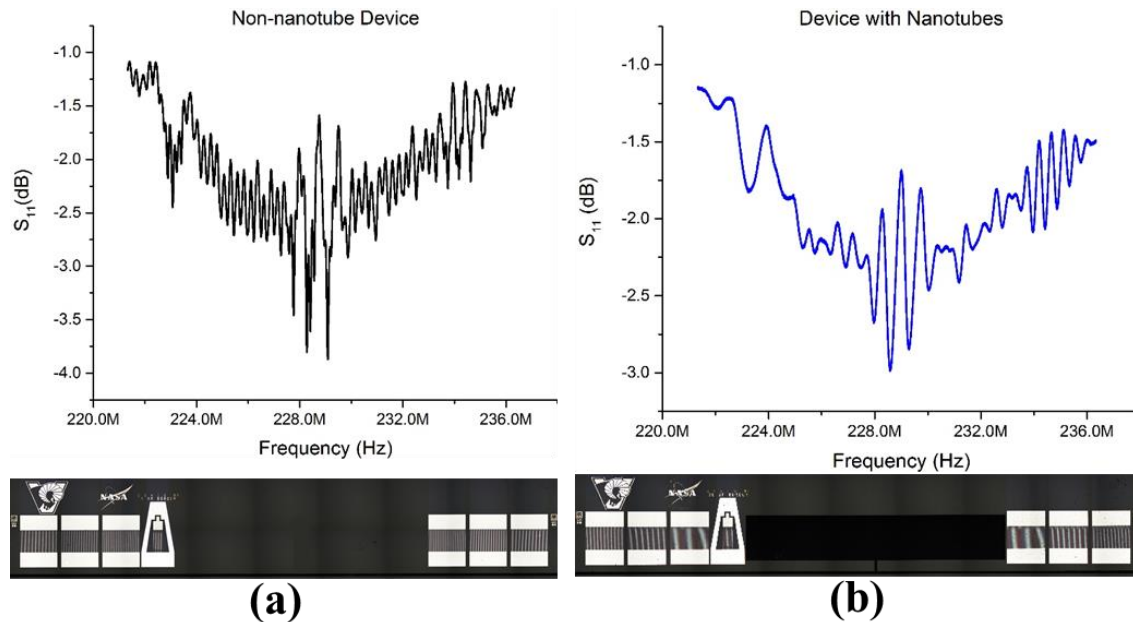 Non-nanotube Device
-1.0
-1.5
-2.0
-2.5
-3.0
-3.5
-4.0
S11(dB)
220.0M 224.0M 228.0M 232.0M 236.0M
Frequency (Hz)
NASA
(a)
Device with Nanotubes
-1.0
-1.5
-2.0
-2.5
-3.0
S11(dB)
220.0M 224.0M 228.0M 232.0M 236.0M
Frequency (Hz)
(b)